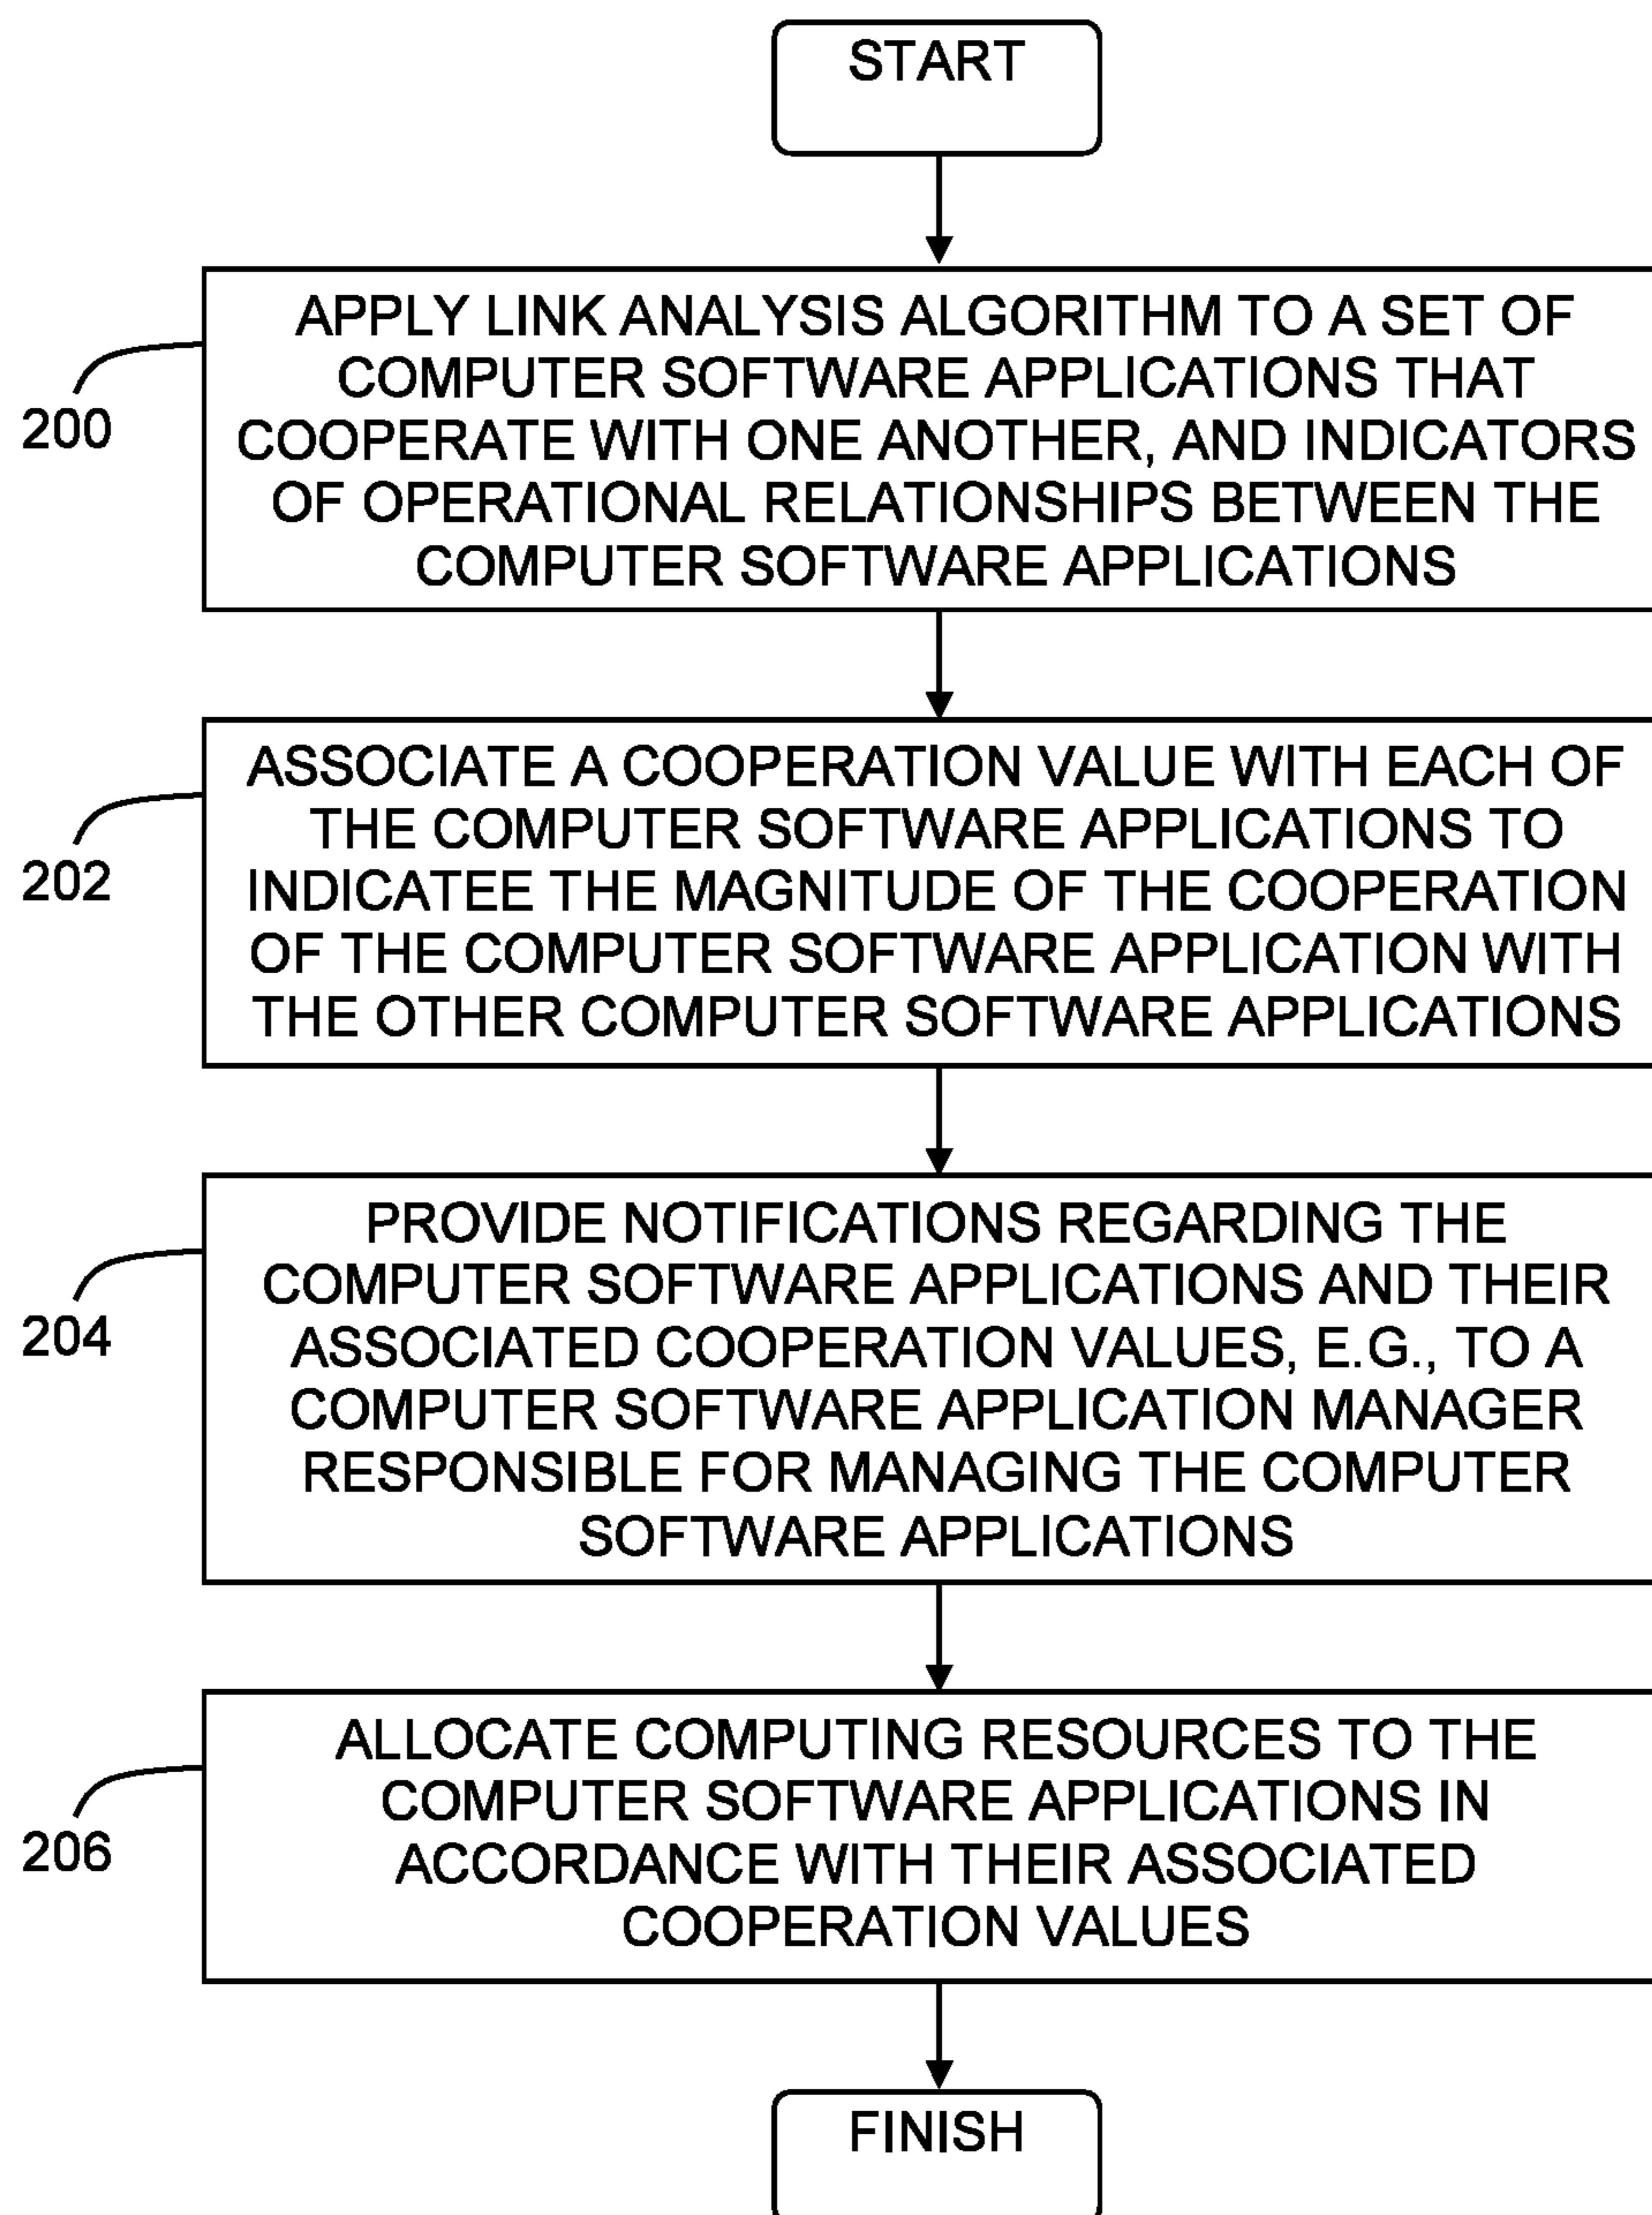 START
APPLY LINK ANALYSIS ALGORITHM TO A SET OF
COMPUTER SOFTWARE APPLICATIONS THAT
COOPERATE WITH ONE ANOTHER, AND INDICATORS
OF OPERATIONAL RELATIONSHIPS BETWEEN THE
COMPUTER SOFTWARE APPLICATIONS
200
ASSOCIATE A COOPERATION VALUE WITH EACH OF
THE COMPUTER SOFTWARE APPLICATIONS TO
INDICATEE THE MAGNITUDE OF THE COOPERATION
OF THE COMPUTER SOFTWARE APPLICATION WITH
THE OTHER COMPUTER SOFTWARE APPLICATIONS
202
PROVIDE NOTIFICATIONS REGARDING THE
COMPUTER SOFTWARE APPLICATIONS AND THEIR
ASSOCIATED COOPERATION VALUES, E.G., TO A
COMPUTER SOFTWARE APPLICATION MANAGER
RESPONSIBLE FOR MANAGING THE COMPUTER
SOFTWARE APPLICATIONS
204
ALLOCATE COMPUTING RESOURCES TO THE
COMPUTER SOFTWARE APPLICATIONS IN
ACCORDANCE WITH THEIR ASSOCIATED
COOPERATION VALUES
206
FINISH